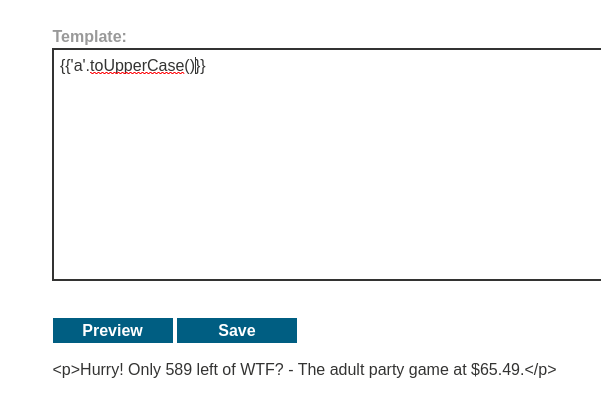 Template:
{{'a'.toUpperCase()}}
Preview Save
<p>Hurry! Only 589 left of WTF? - The adult party game at $65.49.</p>